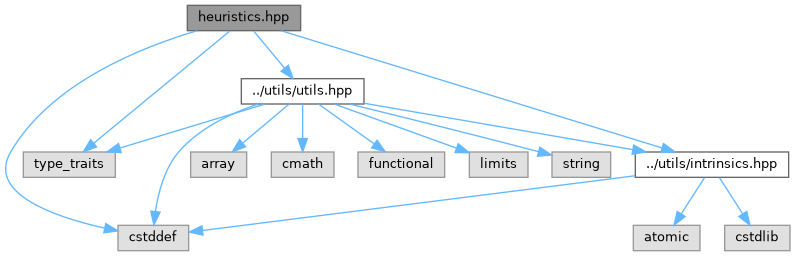 heuristics.hpp
../utils/utils.hpp
type_traits
array
cmath
functional
limits
string
../utils/intrinsics.hpp
cstddef
atomic
cstdlib